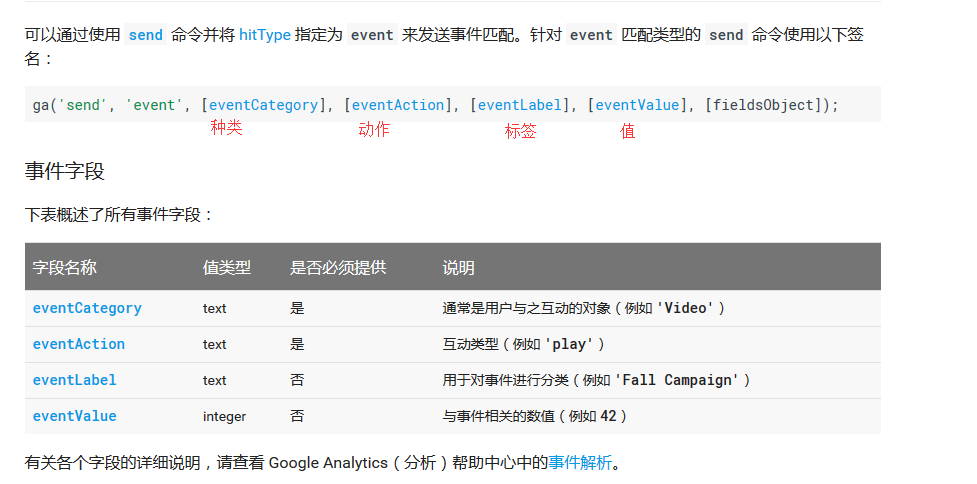 可以通过使用 send 命令并将 hitType 指定为 event 来发送事件匹配。针对 event 匹配类型的 send 命令使用以下签
名：
ga('send', 'event', [eventCategory], [eventAction], [eventLabel], [eventValue], [fieldsObject]);
种类 动作 标签 值
事件字段
下表概述了所有事件字段：
字段名称 值类型 是否必须提供 说明
eventCategory text 是 通常是用户与之互动的对象（例如 'Video'）
eventAction text 是 互动类型（例如 'play'）
eventLabel text 否 用于对事件进行分类（例如 'Fall Campaign'）
eventValue integer 否 与事件相关的数值（例如 42）
有关各个字段的详细说明，请查看 Google Analytics（分析）帮助中心中的事件解析。